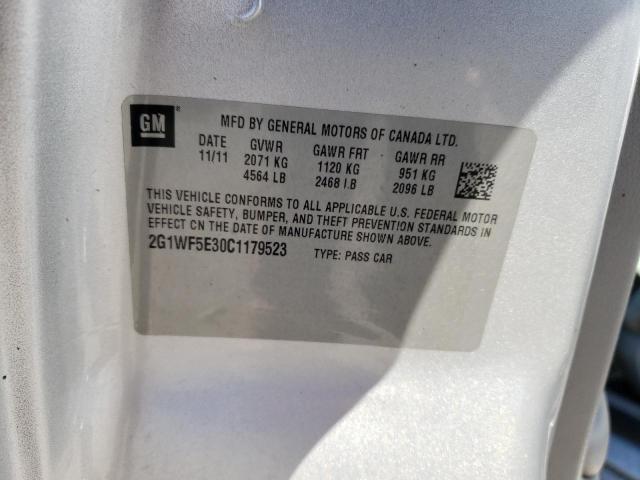 GM®
MFD BY GENERAL MOTORS OF CANADA LTD.
DATE GVWR GAWR FRT GAWR RR
11/11 2071 KG 1120 KG 951 KG
4564 LB 2468 LB 2096 LB
THIS VEHICLE CONFORMS TO ALL APPLICABLE U.S. FEDERAL MOTOR
VEHICLE SAFETY, BUMPER, AND THEFT PREVENTION STANDARDS IN
EFFECT ON THE DATE OF MANUFACTURE SHOWN ABOVE.
2G1WF5E30C1179523 TYPE: PASS CAR